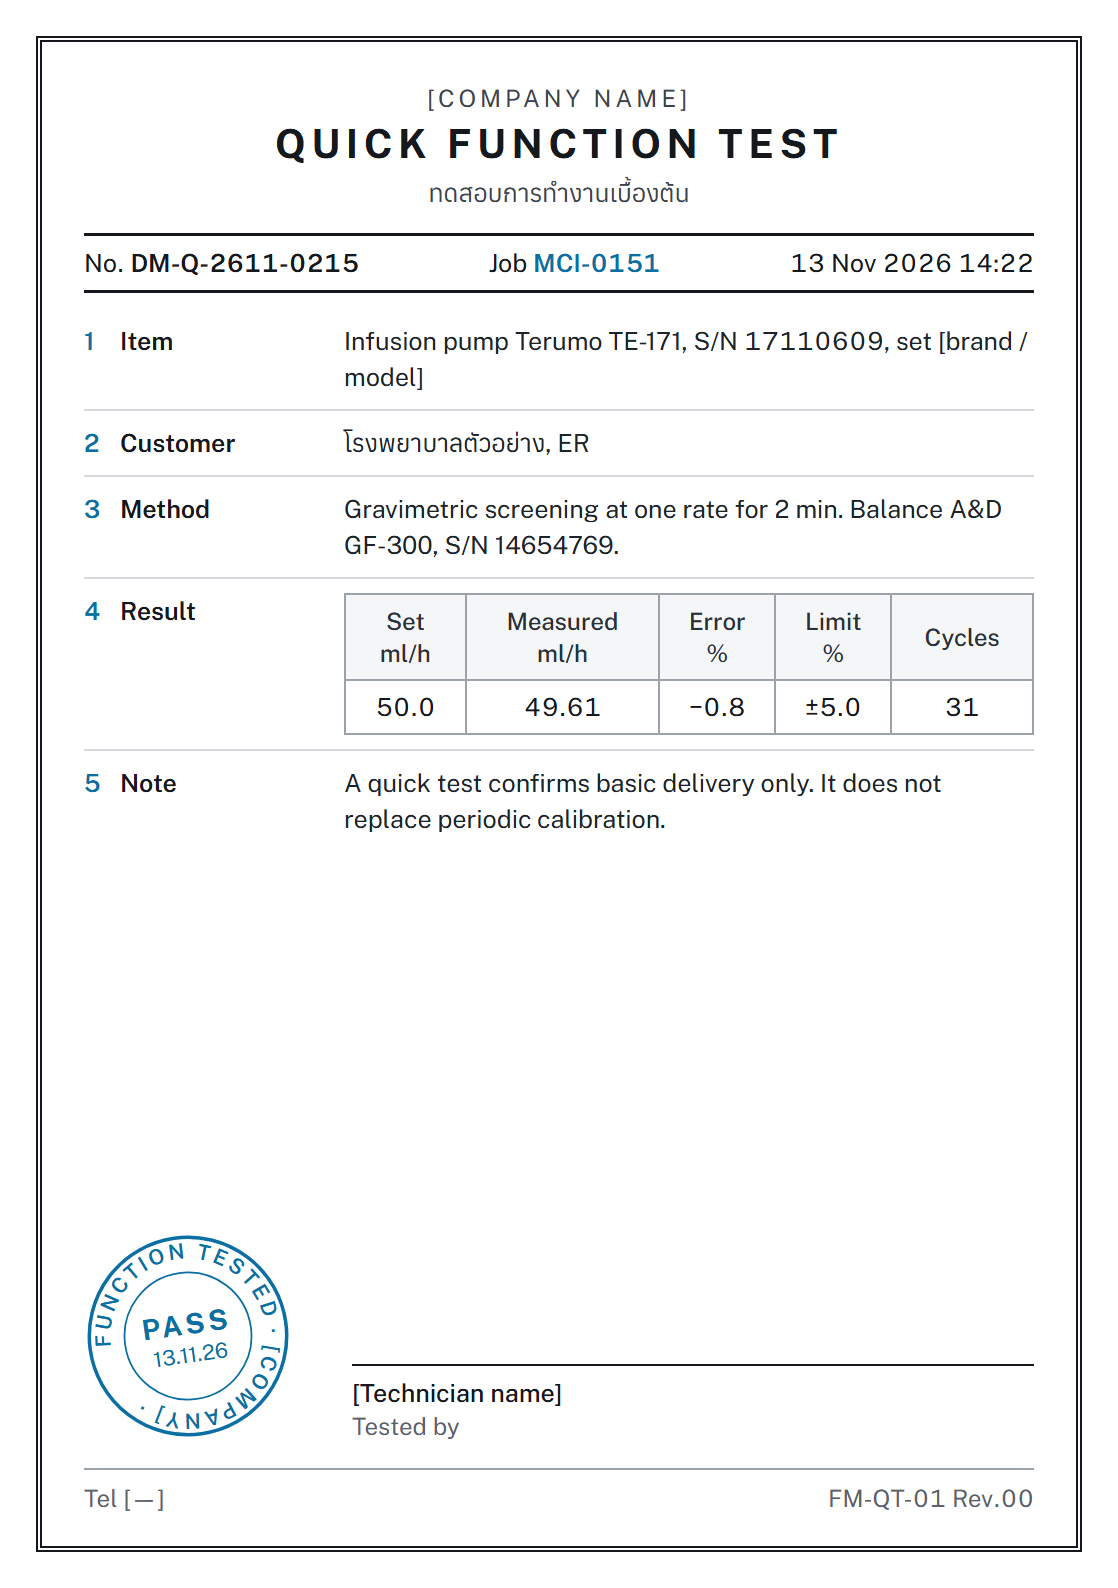 [COMPANY NAME]
QUICK FUNCTION TEST
ทดสอบการทำงานเบื้องต้น
No. DM-Q-2611-0215 Job MCI-0151 13 Nov 2026 14:22
1 Item Infusion pump Terumo TE-171, S/N 17110609, set [brand /
model]
2 Customer โรงพยาบาลตัวอย่าง, ER
3 Method Gravimetric screening at one rate for 2 min. Balance A&D
GF-300, S/N 14654769.
4 Result
Set ml/h Measured ml/h Error % Limit % Cycles
50.0 49.61 −0.8 ±5.0 31
5 Note A quick test confirms basic delivery only. It does not
replace periodic calibration.
FUNCTION TESTED · [COMPANY] ·
PASS
13.11.26
[Technician name]
Tested by
Tel [—] FM-QT-01 Rev.00